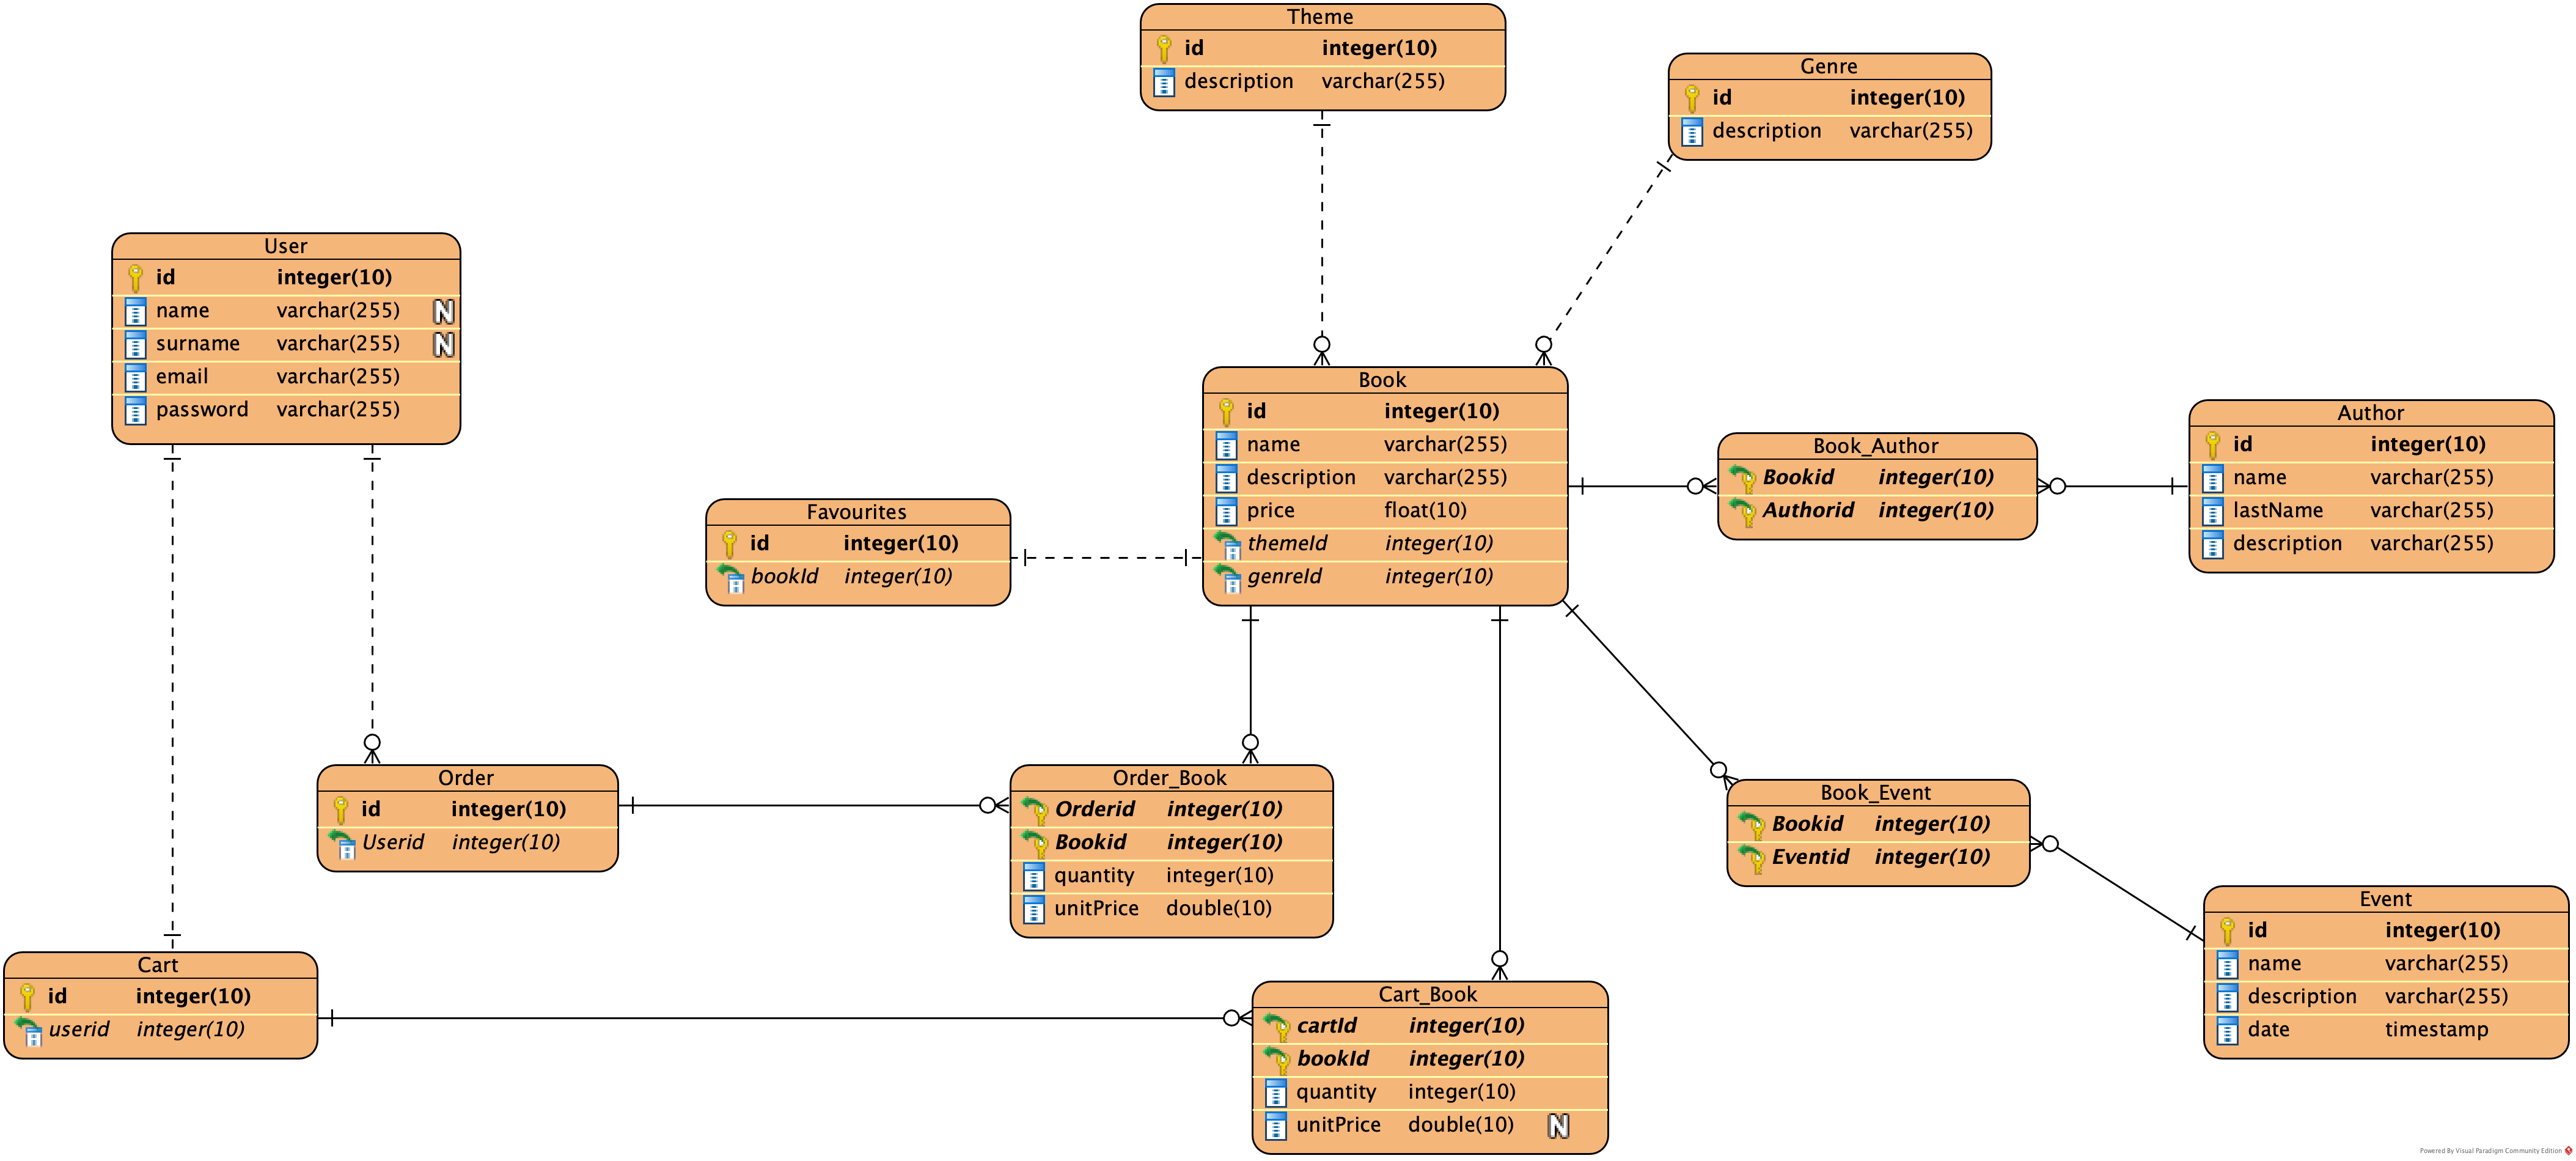 Theme
id integer(10)
description varchar(255)
Genre
id integer(10)
description varchar(255)
User
id integer(10)
name varchar(255) N
surname varchar(255) N
email varchar(255)
password varchar(255)
Book
id integer(10)
name varchar(255)
description varchar(255)
price float(10)
themeId integer(10)
genreId integer(10)
Book_Author
Bookid integer(10)
Authorid integer(10)
Author
id integer(10)
name varchar(255)
lastName varchar(255)
description varchar(255)
Favourites
id integer(10)
bookId integer(10)
Order
id integer(10)
Userid integer(10)
Order_Book
Orderid integer(10)
Bookid integer(10)
quantity integer(10)
unitPrice double(10)
Book_Event
Bookid integer(10)
Eventid integer(10)
Event
id integer(10)
name varchar(255)
description varchar(255)
date timestamp
Cart
id integer(10)
userid integer(10)
Cart_Book
cartId integer(10)
bookId integer(10)
quantity integer(10)
unitPrice double(10) N
Powered By Visual Paradigm Community Edition